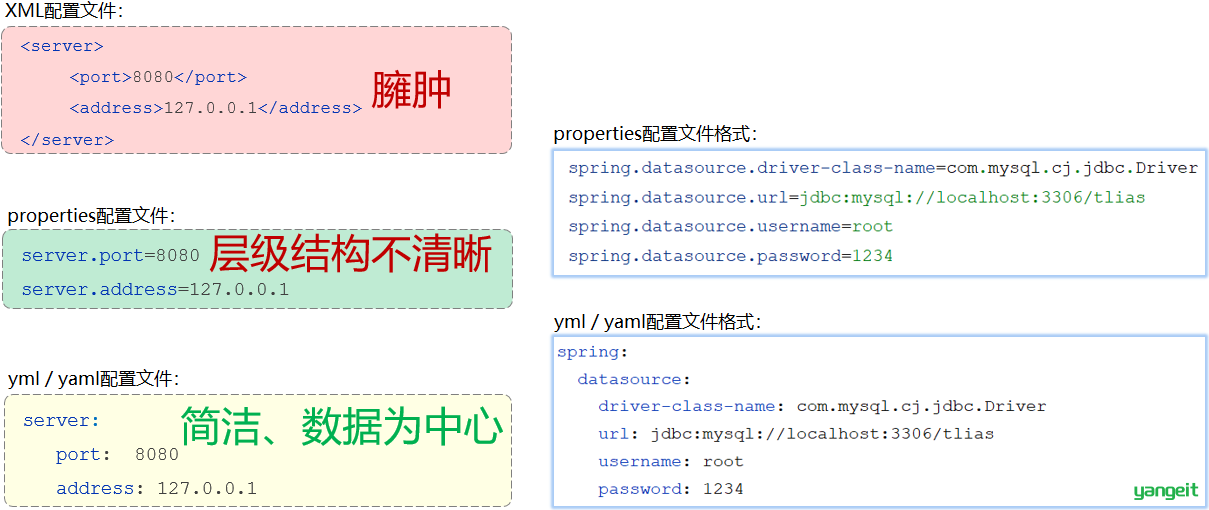 XML配置文件：
<server>
<port>8080</port>
<address>127.0.0.1</address>
</server>
臃肿
properties配置文件：
server.port=8080
server.address=127.0.0.1
层级结构不清晰
yml / yaml配置文件：
server:
port: 8080
address: 127.0.0.1
简洁、数据为中心
properties配置文件格式：
spring.datasource.driver-class-name=com.mysql.cj.jdbc.Driver
spring.datasource.url=jdbc:mysql://localhost:3306/tlias
spring.datasource.username=root
spring.datasource.password=1234
yml / yaml配置文件格式：
spring:
datasource:
driver-class-name: com.mysql.cj.jdbc.Driver
url: jdbc:mysql://localhost:3306/tlias
username: root
password: 1234
yangeit